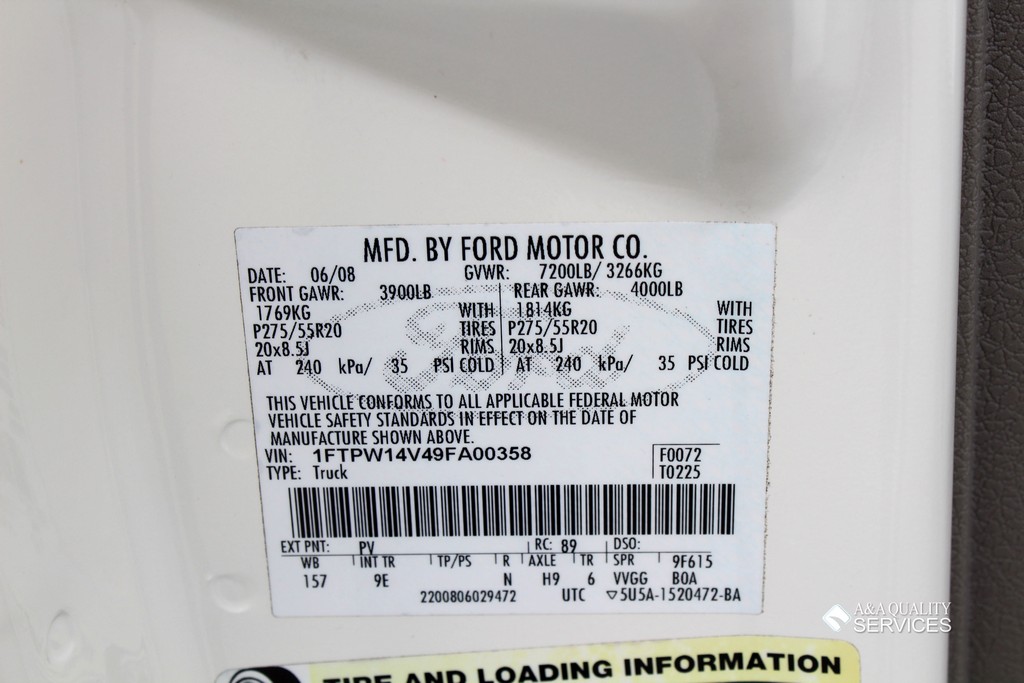 MFD. BY FORD MOTOR CO.
DATE: 06/08 GVWR: 7200LB/ 3266KG
FRONT GAWR: 3900LB REAR GAWR: 4000LB
1769KG WITH 1814KG WITH
P275/55R20 TIRES P275/55R20 TIRES
20x8.5J RIMS 20x8.5J RIMS
AT 240 kPa/ 35 PSI COLD AT 240 kPa/ 35 PSI COLD
THIS VEHICLE CONFORMS TO ALL APPLICABLE FEDERAL MOTOR
VEHICLE SAFETY STANDARDS IN EFFECT ON THE DATE OF
MANUFACTURE SHOWN ABOVE.
VIN: 1FTPW14V49FA00358 F0072
TYPE: Truck T0225
EXT PNT: PV RC: 89 DSO:
WB INT TR TP/PS R AXLE TR SPR 9F615
157 9E N H9 6 VVGG B0A
2200806029472 UTC ▽5U5A-1520472-BA
A&A QUALITY
SERVICES
TIRE AND LOADING INFORMATION